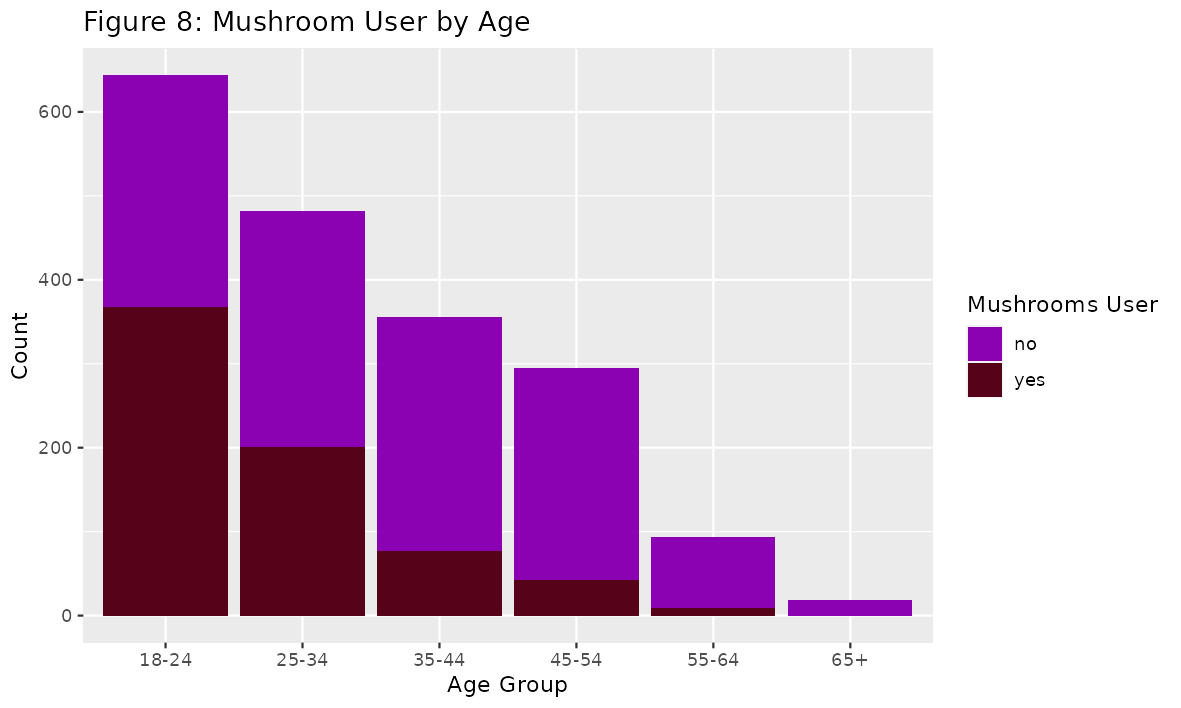 Figure 8: Mushroom User by Age
600
400
200
0
Count
18-24 25-34 35-44 45-54 55-64 65+
Age Group
Mushrooms User
no
yes